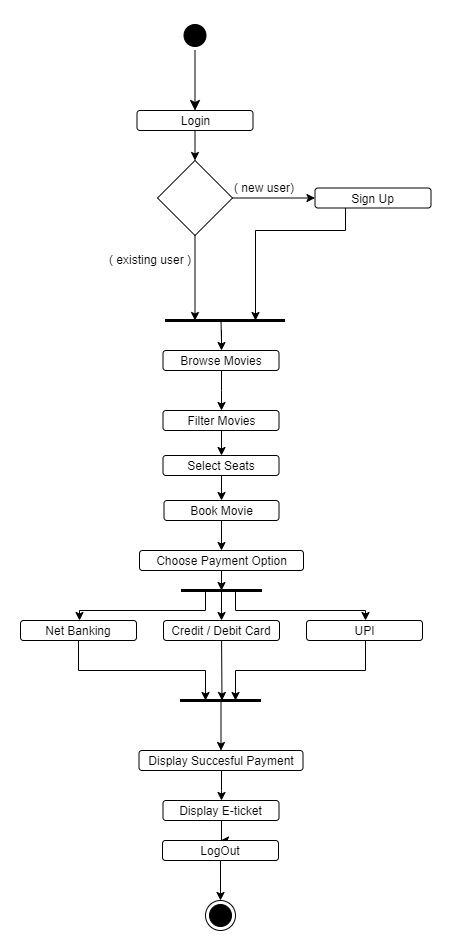 Login
( new user)
Sign Up
( existing user )
Browse Movies
Filter Movies
Select Seats
Book Movie
Choose Payment Option
Net Banking
Credit / Debit Card
UPI
Display Succesful Payment
Display E-ticket
LogOut